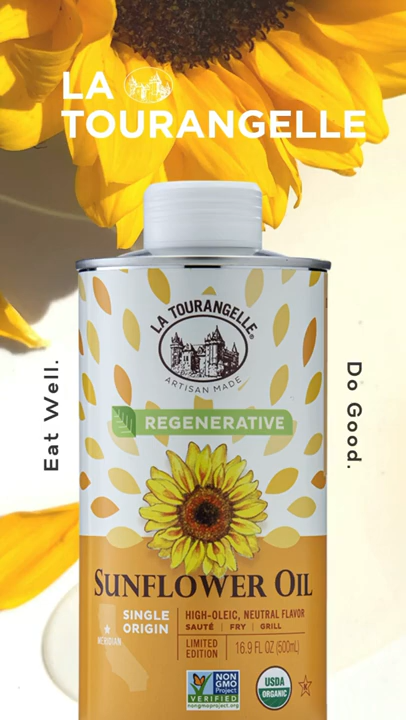 LA
TOURANGELLE
Eat Well.
Do Good.
LA TOURANGELLE®
ARTISAN MADE
REGENERATIVE
SUNFLOWER OIL
SINGLE
ORIGIN
MERIDIAN
HIGH-OLEIC, NEUTRAL FLAVOR
SAUTÉ | FRY | GRILL
LIMITED
EDITION
16.9 FL OZ (500mL)
NON
GMO
Project
VERIFIED
nongmoproject.org
USDA
ORGANIC
K